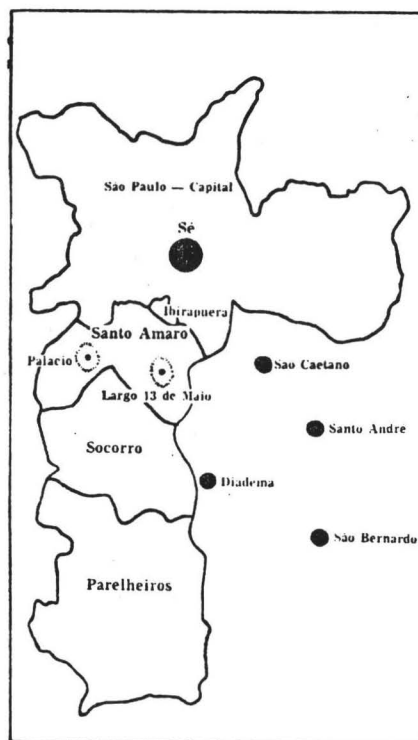 São Paulo — Capital
Sé
Ibirapuera
Santo Amaro
Palacio
São Caetano
Largo 13 de Maio
Santo Andre
Socorro
Diadema
São Bernardo
Parelheiros